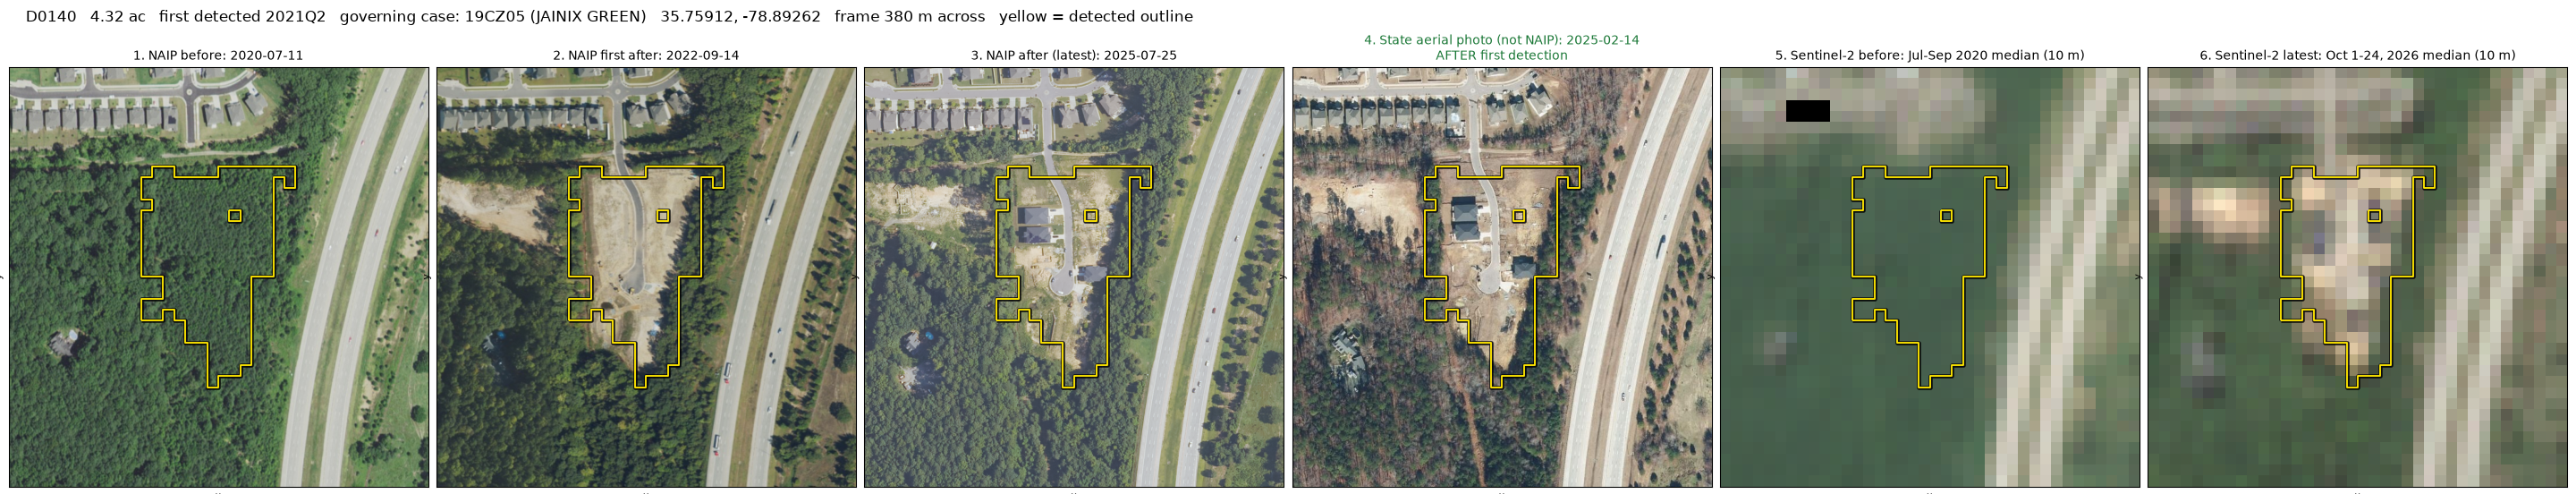 D0140 4.32 ac first detected 2021Q2 governing case: 19CZ05 (JAINIX GREEN) 35.75912, -78.89262 frame 380 m across yellow = detected outline
1. NAIP before: 2020-07-11
2. NAIP first after: 2022-09-14
3. NAIP after (latest): 2025-07-25
4. State aerial photo (not NAIP): 2025-02-14
AFTER first detection
5. Sentinel-2 before: Jul-Sep 2020 median (10 m)
6. Sentinel-2 latest: Oct 1-24, 2026 median (10 m)